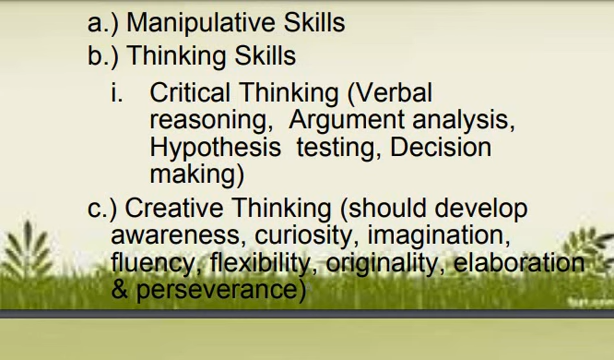 a.) Manipulative Skills
b.) Thinking Skills
i. Critical Thinking (Verbal
reasoning, Argument analysis,
Hypothesis testing, Decision
making)
c.) Creative Thinking (should develop
awareness, curiosity, imagination,
fluency, flexibility, originality, elaboration
& perseverance)